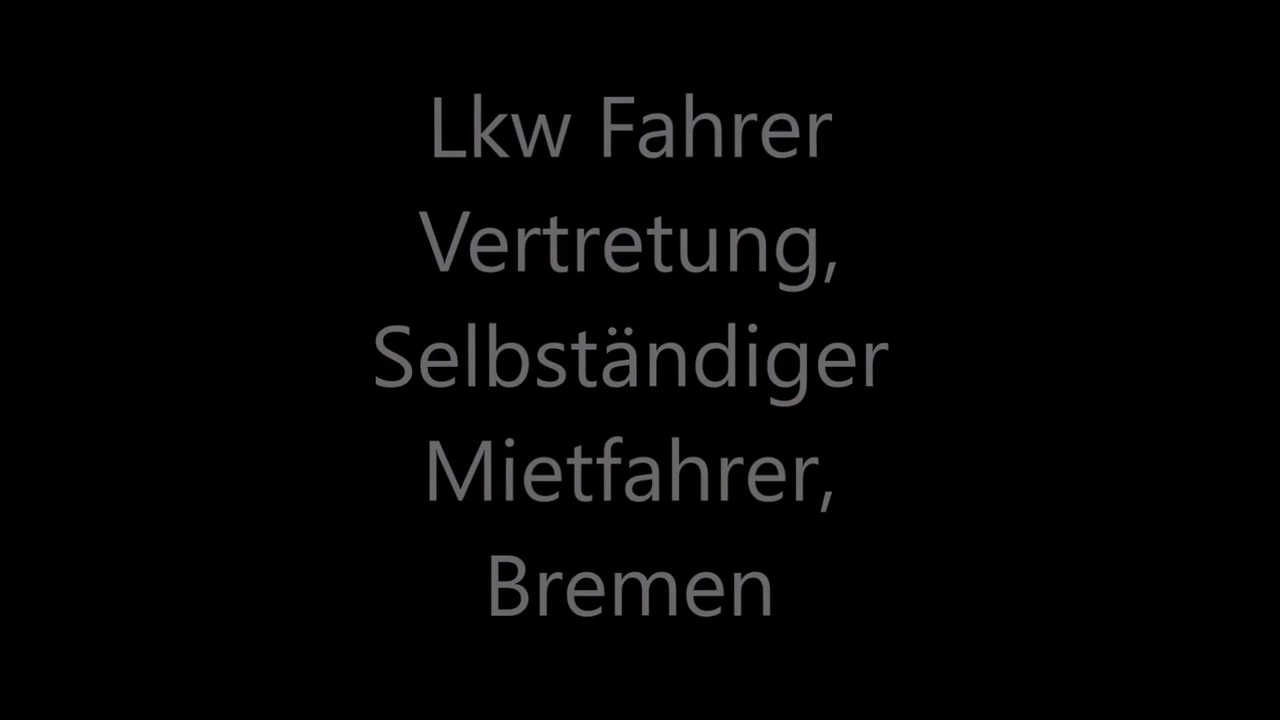 Lkw Fahrer
Vertretung,
Selbständiger
Mietfahrer,
Bremen